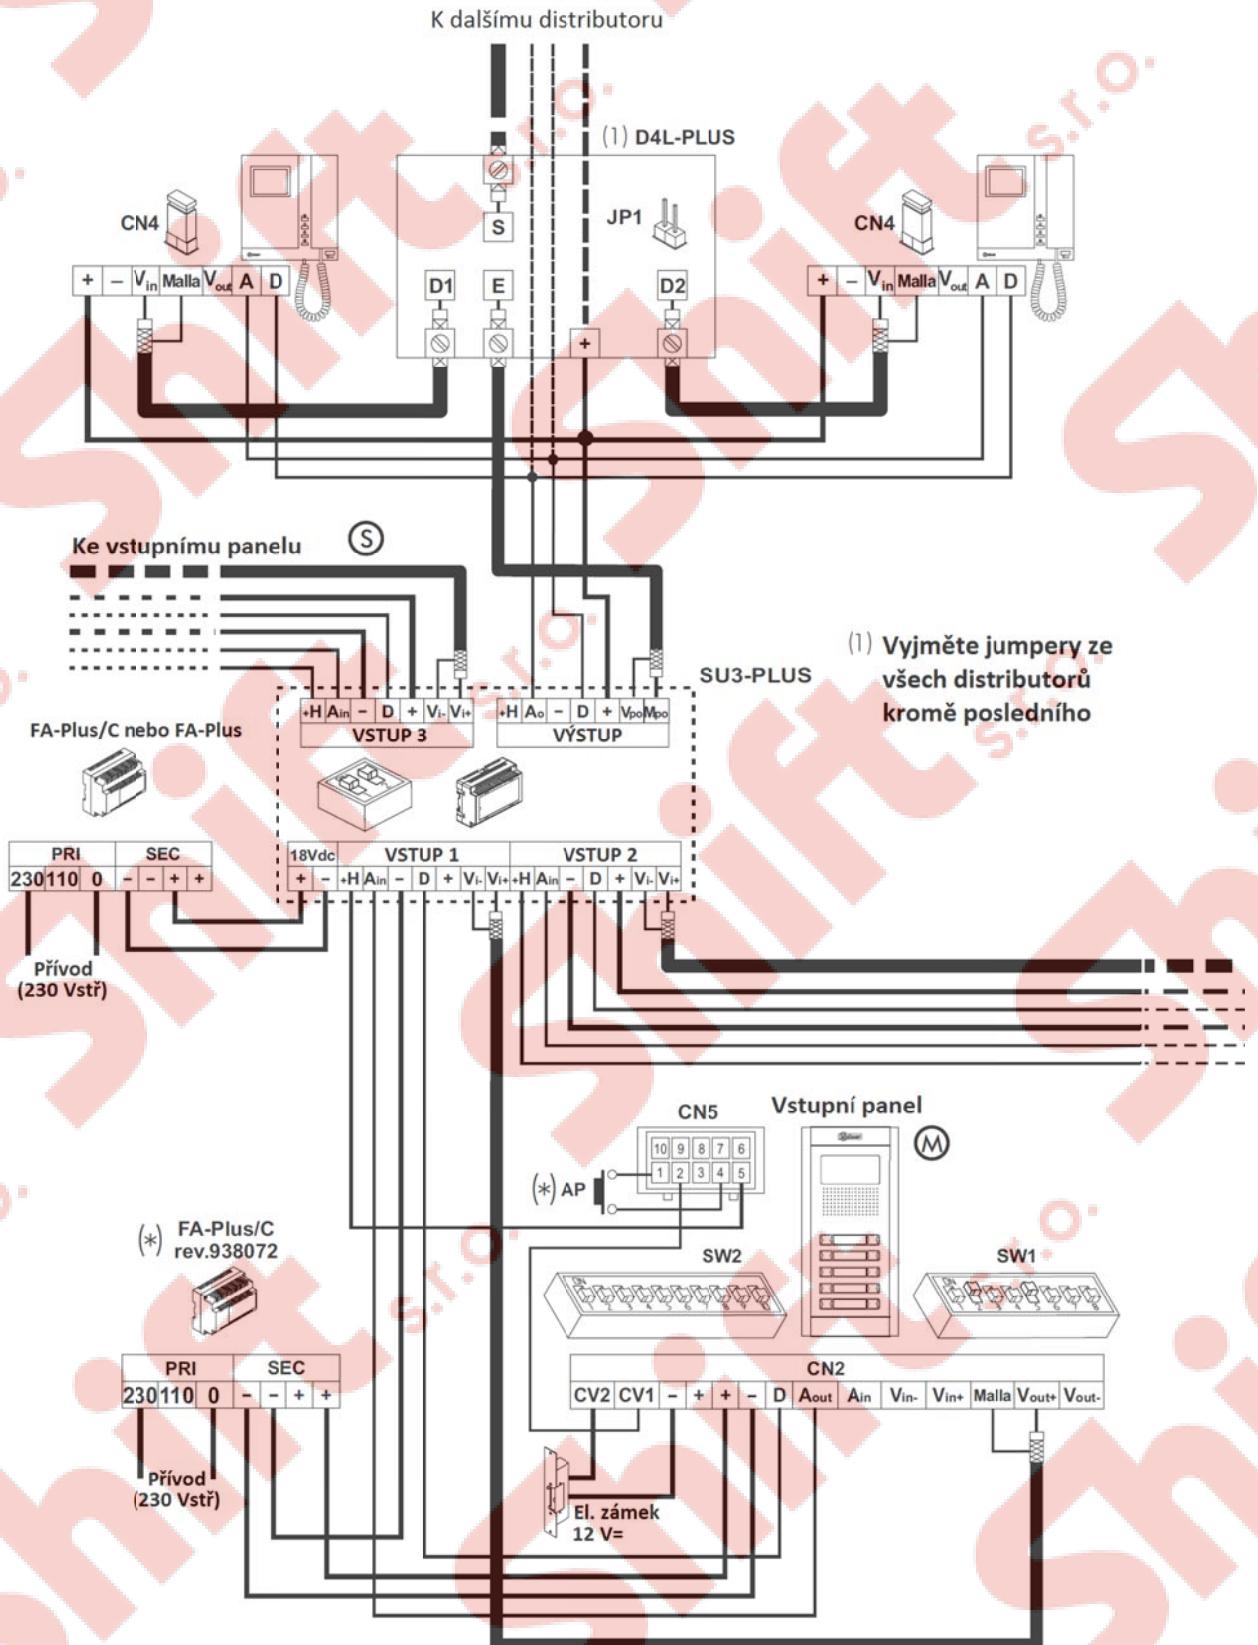 K dalšímu distributoru
(1) D4L-PLUS
CN4
S
JP1
CN4
+ – Vin Malla Vout A D
D1 E D2
+ – Vin Malla Vout A D
+
Ke vstupnímu panelu S
(1) Vyjměte jumpery ze
všech distributorů
kromě posledního
SU3-PLUS
+H Ain – D + Vi- Vi+
VSTUP 3
+H Ao – D + Vpo Mpo
VÝSTUP
FA-Plus/C nebo FA-Plus
PRI SEC
230 110 0 – – + +
Přívod
(230 Vstř)
18Vdc VSTUP 1 VSTUP 2
+ – +H Ain – D + Vi- Vi+ +H Ain – D + Vi- Vi+
CN5
10 9 8 7 6
1 2 3 4 5
(*) AP
Vstupní panel
M
(*) FA-Plus/C
rev.938072
SW2
SW1
PRI SEC
230 110 0 – – + +
Přívod
(230 Vstř)
CN2
CV2 CV1 – + + – D Aout Ain Vin- Vin+ Malla Vout+ Vout-
El. zámek
12 V=
Shift s.r.o.